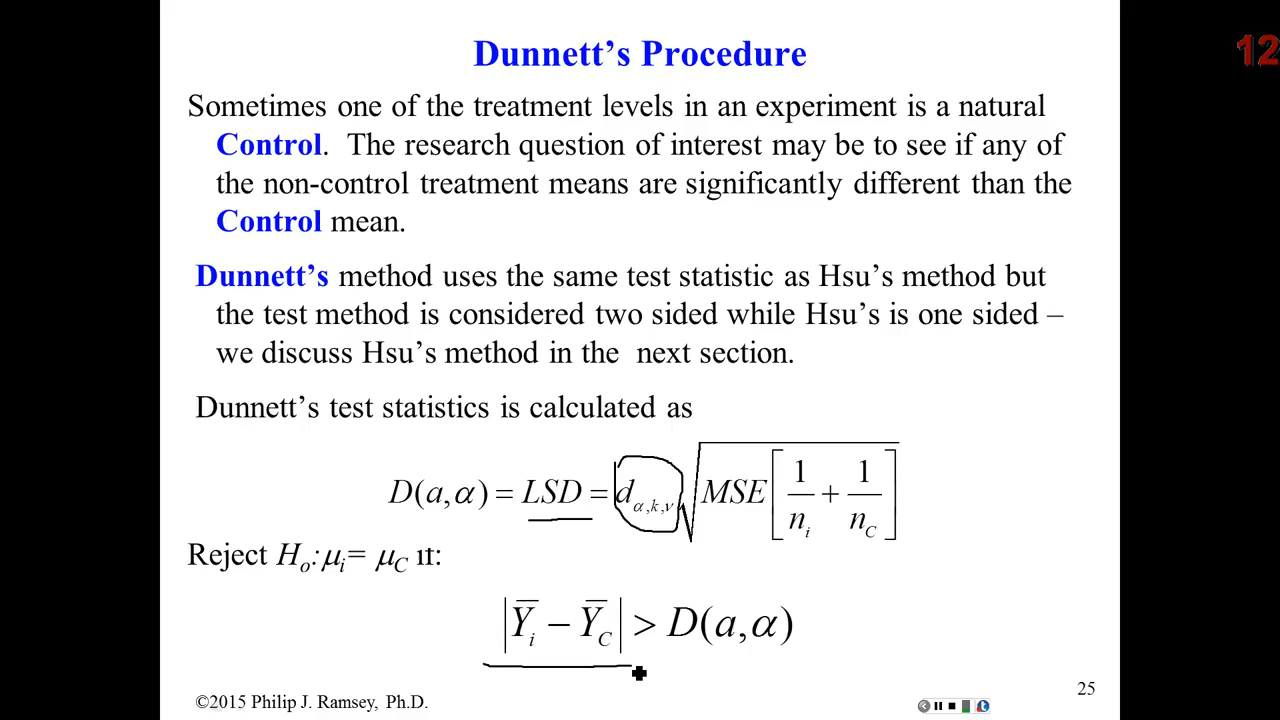 Dunnett’s Procedure
12
Sometimes one of the treatment levels in an experiment is a natural
Control. The research question of interest may be to see if any of
the non-control treatment means are significantly different than the
Control mean.
Dunnett’s method uses the same test statistic as Hsu’s method but
the test method is considered two sided while Hsu’s is one sided –
we discuss Hsu’s method in the next section.
Dunnett’s test statistics is calculated as
D(a,α) = LSD = d_{α,k,ν} √(MSE[1/n_i + 1/n_C])
Reject H_o: μ_i = μ_C if:
|Ȳ_i − Ȳ_C| > D(a,α)
25
©2015 Philip J. Ramsey, Ph.D.